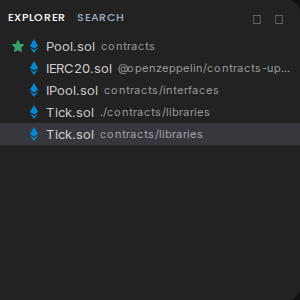 EXPLORER SEARCH
Pool.sol contracts
IERC20.sol @openzeppelin/contracts-up...
IPool.sol contracts/interfaces
Tick.sol ./contracts/libraries
Tick.sol contracts/libraries